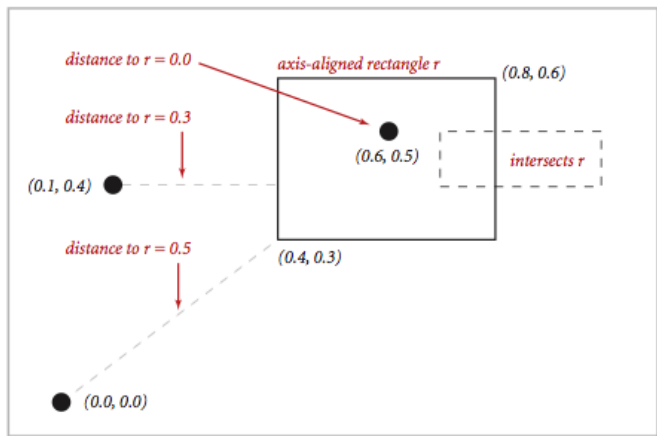 distance to r = 0.0
axis-aligned rectangle r
(0.8, 0.6)
distance to r = 0.3
(0.6, 0.5)
intersects r
(0.1, 0.4)
distance to r = 0.5
(0.4, 0.3)
(0.0, 0.0)